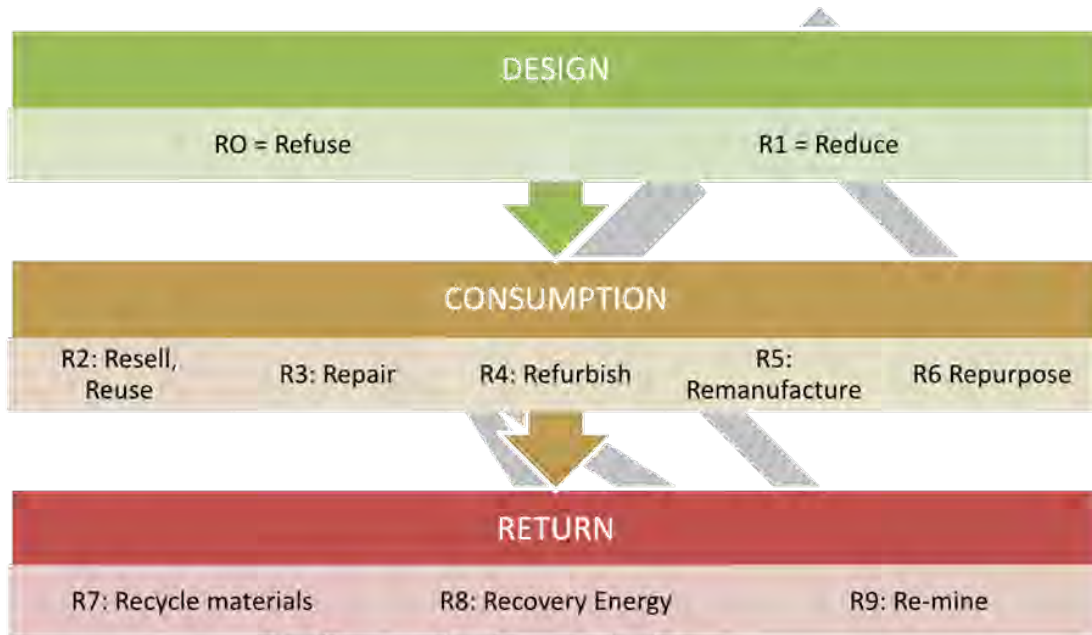 DESIGN
RO = Refuse
R1 = Reduce
CONSUMPTION
R2: Resell,
Reuse
R3: Repair
R4: Refurbish
R5:
Remanufacture
R6 Repurpose
RETURN
R7: Recycle materials
R8: Recovery Energy
R9: Re-mine